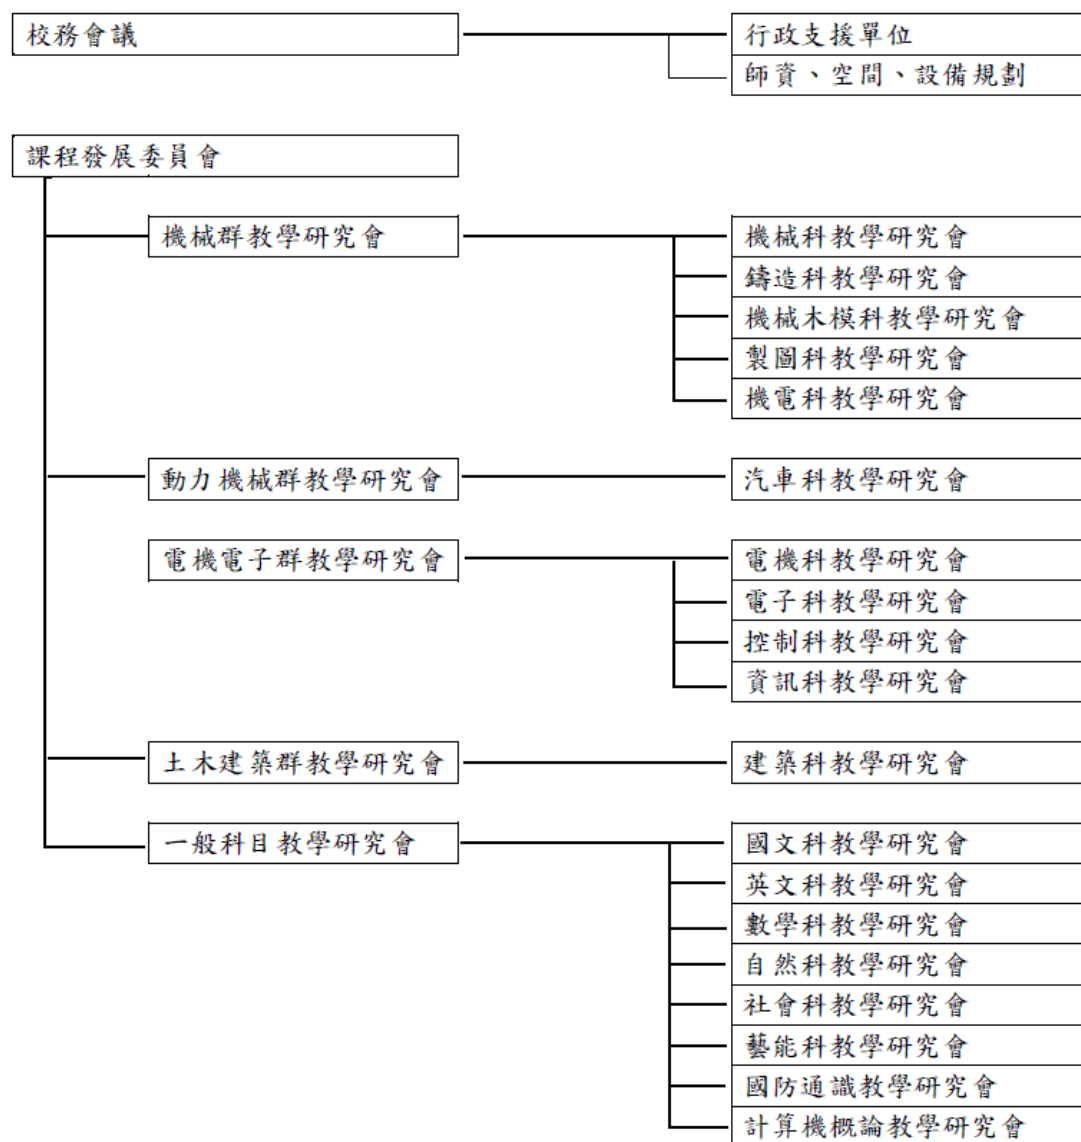 校務會議
行政支援單位
師資、空間、設備規劃
課程發展委員會
機械群教學研究會
機械科教學研究會
鑄造科教學研究會
機械木模科教學研究會
製圖科教學研究會
機電科教學研究會
動力機械群教學研究會
汽車科教學研究會
電機電子群教學研究會
電機科教學研究會
電子科教學研究會
控制科教學研究會
資訊科教學研究會
土木建築群教學研究會
建築科教學研究會
一般科目教學研究會
國文科教學研究會
英文科教學研究會
數學科教學研究會
自然科教學研究會
社會科教學研究會
藝能科教學研究會
國防通識教學研究會
計算機概論教學研究會